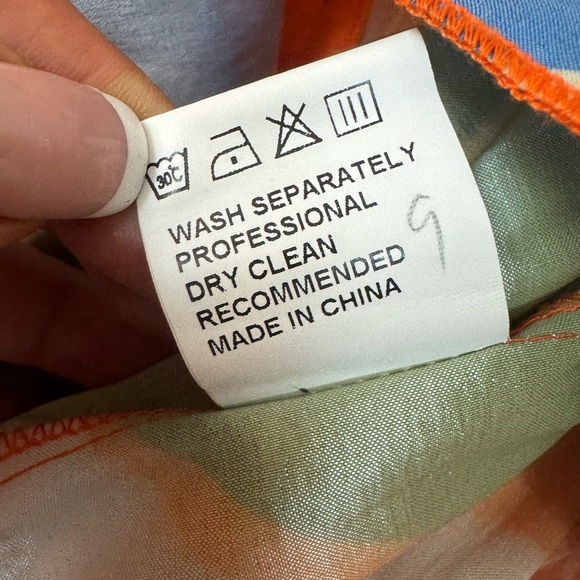 30°C
WASH SEPARATELY
PROFESSIONAL
DRY CLEAN
RECOMMENDED
MADE IN CHINA
9